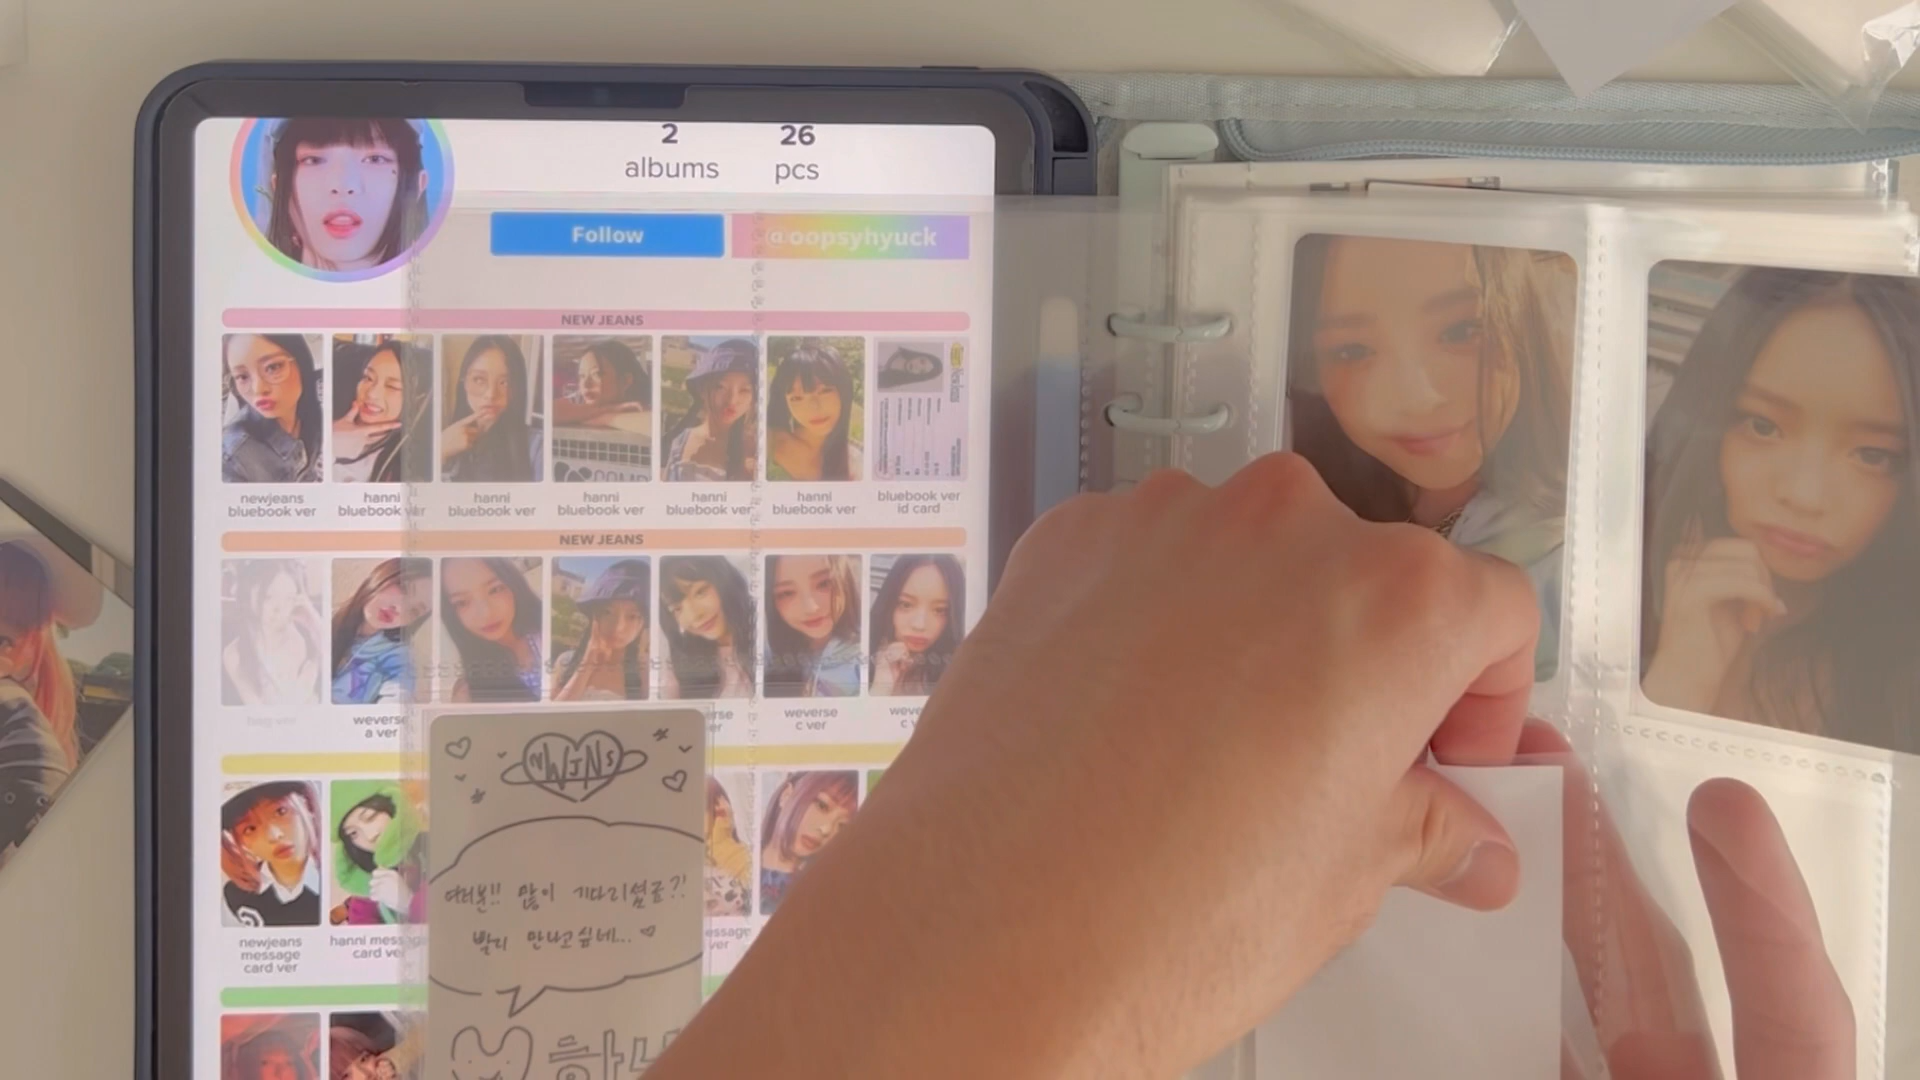 2
albums
26
pcs
Follow
@oopsyhyuck
NEW JEANS
newjeans
bluebook ver
hanni
bluebook ver
hanni
bluebook ver
hanni
bluebook ver
hanni
bluebook ver
hanni
bluebook ver
bluebook ver
id card
NEW JEANS
weverse
a ver
weverse
c ver
newjeans
message
card ver
hanni message
card ver
NWJNS
여러분!! 많이 기다리셨죠?!
빨리 만나고싶네...